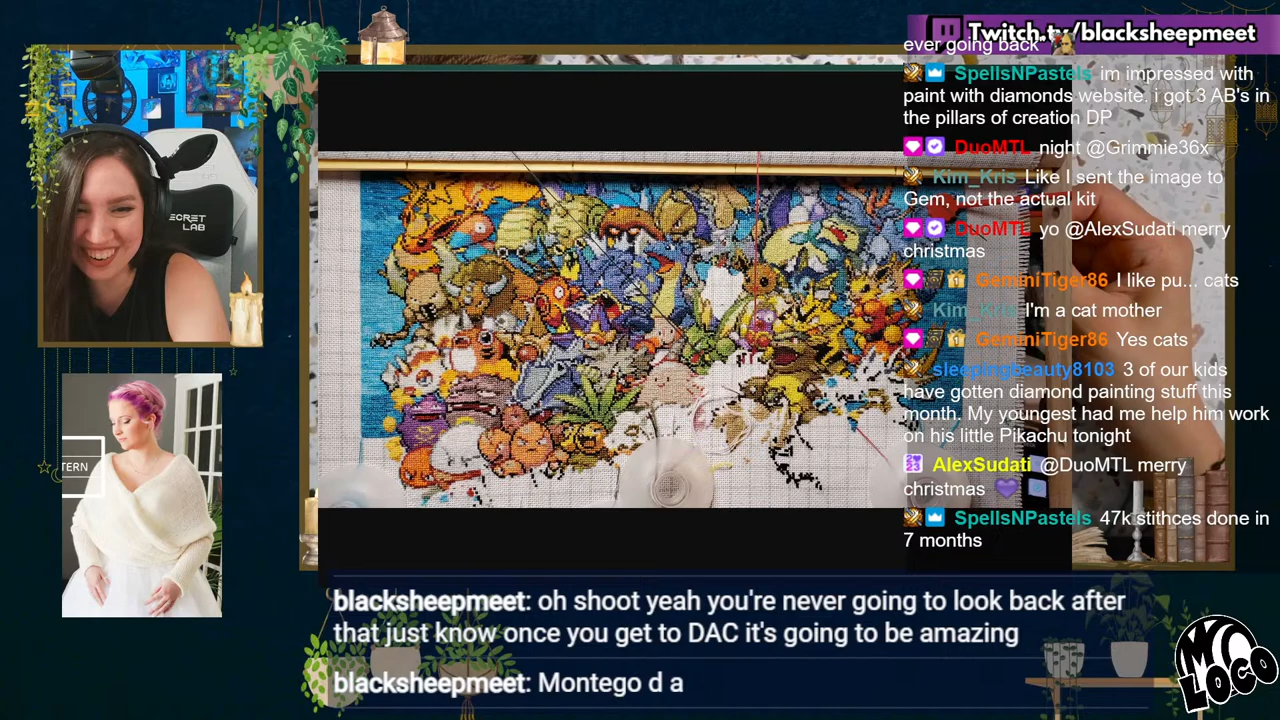 Twitch.tv/blacksheepmeet
ever going back
SpellsNPastels im impressed with
paint with diamonds website. i got 3 AB's in
the pillars of creation DP
DuoMTL night @Grimmie36x
Kim_Kris Like I sent the image to
Gem, not the actual kit
DuoMTL yo @AlexSudati merry
christmas
GeminiTiger86 I like pu... cats
Kim_Kris I'm a cat mother
GeminiTiger86 Yes cats
sleepingbeauty8103 3 of our kids
have gotten diamond painting stuff this
month. My youngest had me help him work
on his little Pikachu tonight
AlexSudati @DuoMTL merry
christmas
SpellsNPastels 47k stithces done in
7 months
ECRET
LAB
TERN
blacksheepmeet: oh shoot yeah you're never going to look back after
that just know once you get to DAC it's going to be amazing
blacksheepmeet: Montego d a
MC
LOCO